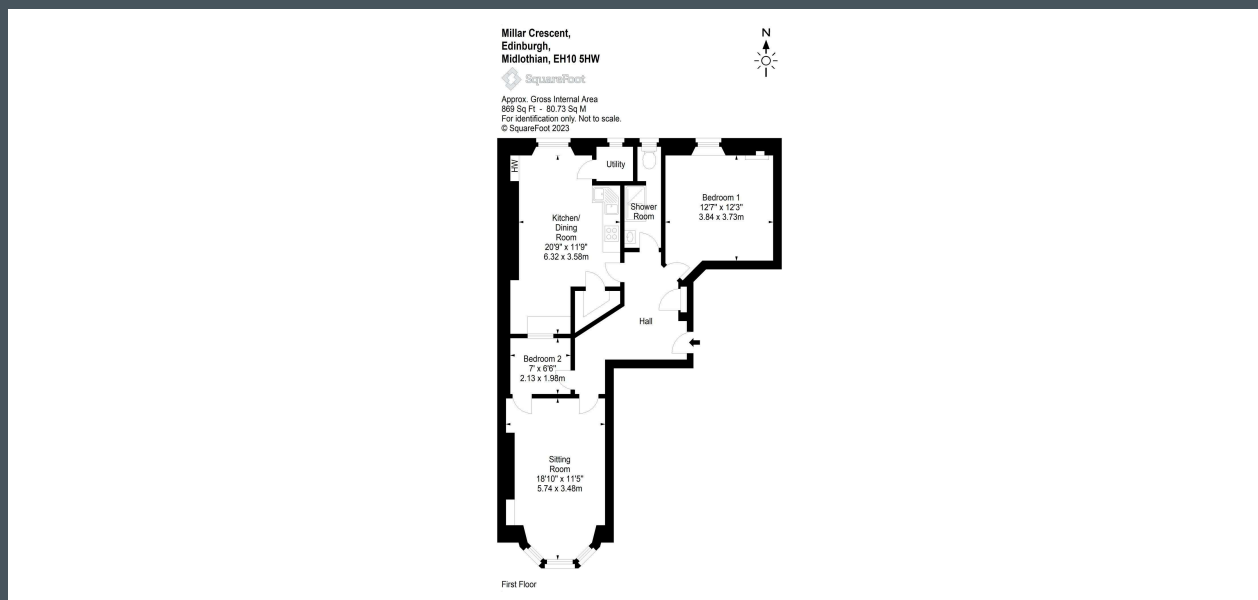 Millar Crescent,
Edinburgh,
Midlothian, EH10 5HW
SquareFoot
Approx. Gross Internal Area
869 Sq Ft - 80.73 Sq M
For identification only. Not to scale.
© SquareFoot 2023
N
HW
Utility
Bedroom 1
12'7" x 12'3"
3.84 x 3.73m
Shower
Room
Kitchen/
Dining
Room
20'9" x 11'9"
6.32 x 3.58m
Hall
Bedroom 2
7' x 6'6"
2.13 x 1.98m
Sitting
Room
18'10" x 11'5"
5.74 x 3.48m
First Floor